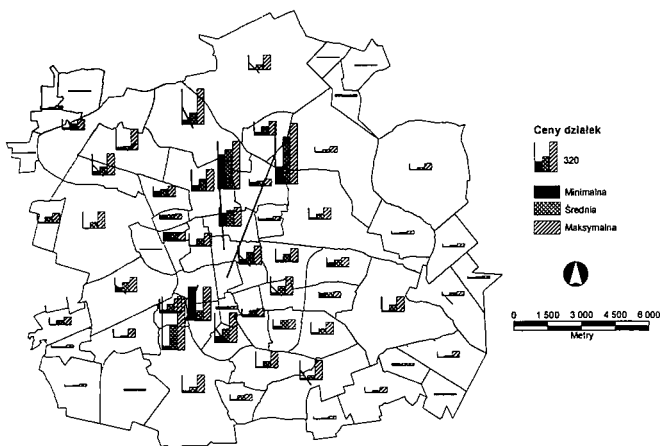 Ceny działek
320
Minimalna
Średnia
Maksymalna
0 1 500 3 000 4 500 6 000
Metry